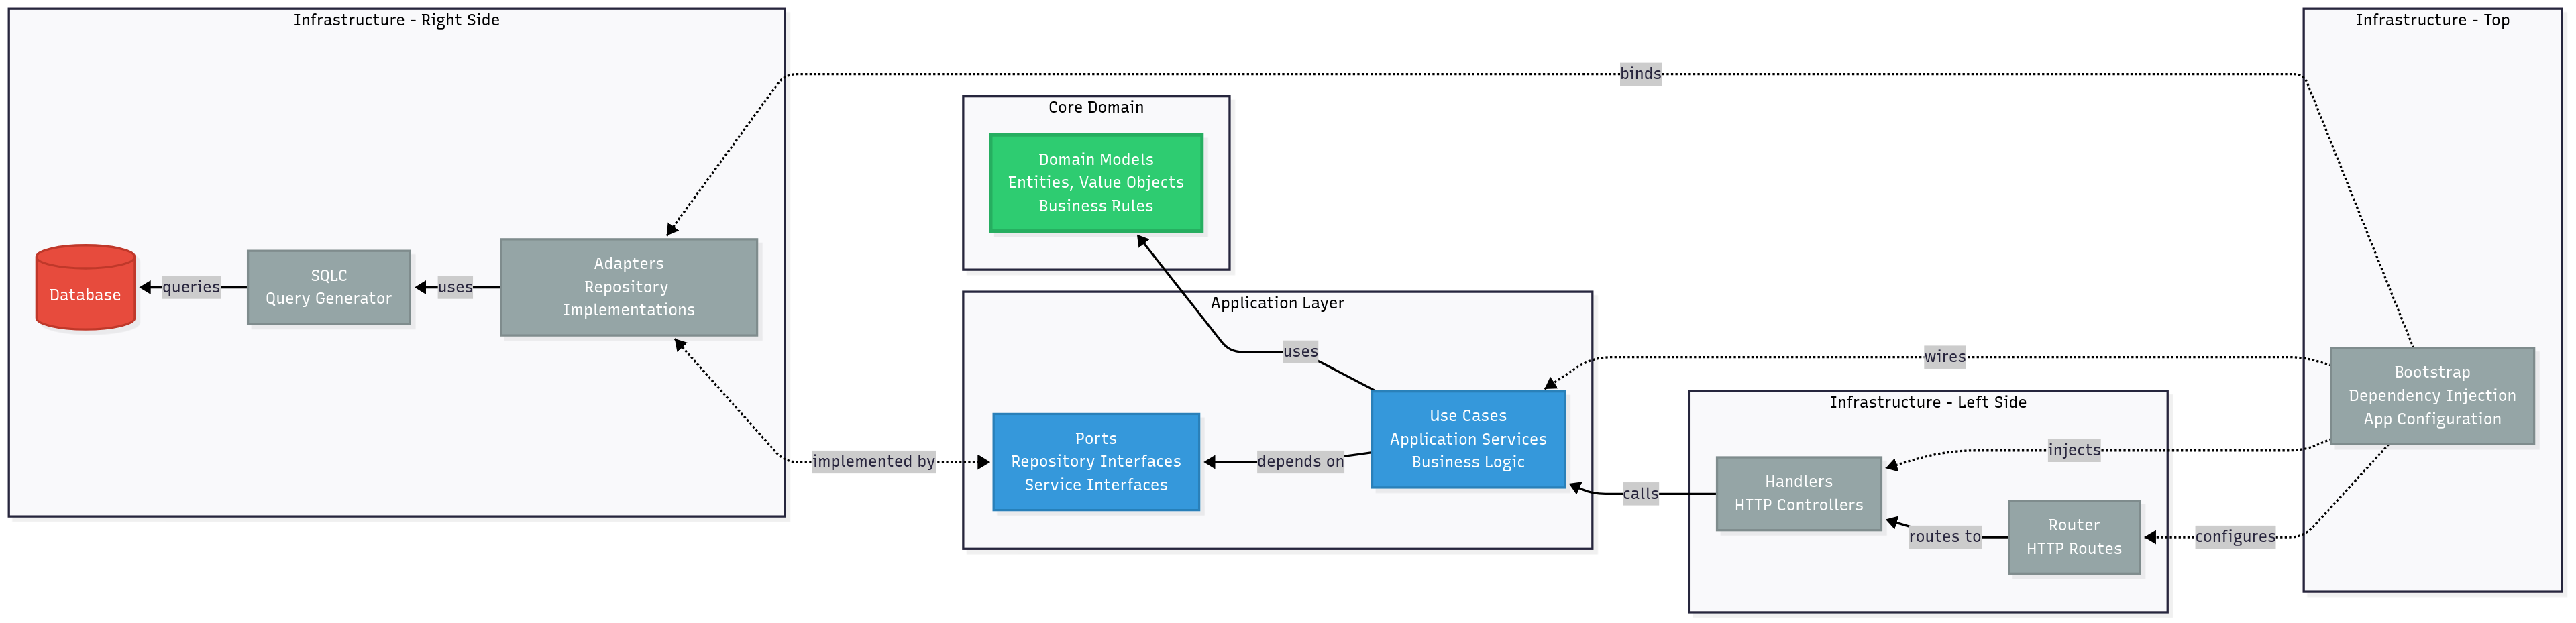 Infrastructure - Right Side
Infrastructure - Top
binds
Core Domain
Domain Models
Entities, Value Objects
Business Rules
Adapters
Repository
Implementations
SQLC
Query Generator
Database
queries
uses
Application Layer
uses
wires
Bootstrap
Dependency Injection
App Configuration
Infrastructure - Left Side
Use Cases
Application Services
Business Logic
Ports
Repository Interfaces
Service Interfaces
implemented by
depends on
injects
calls
Handlers
HTTP Controllers
Router
HTTP Routes
routes to
configures